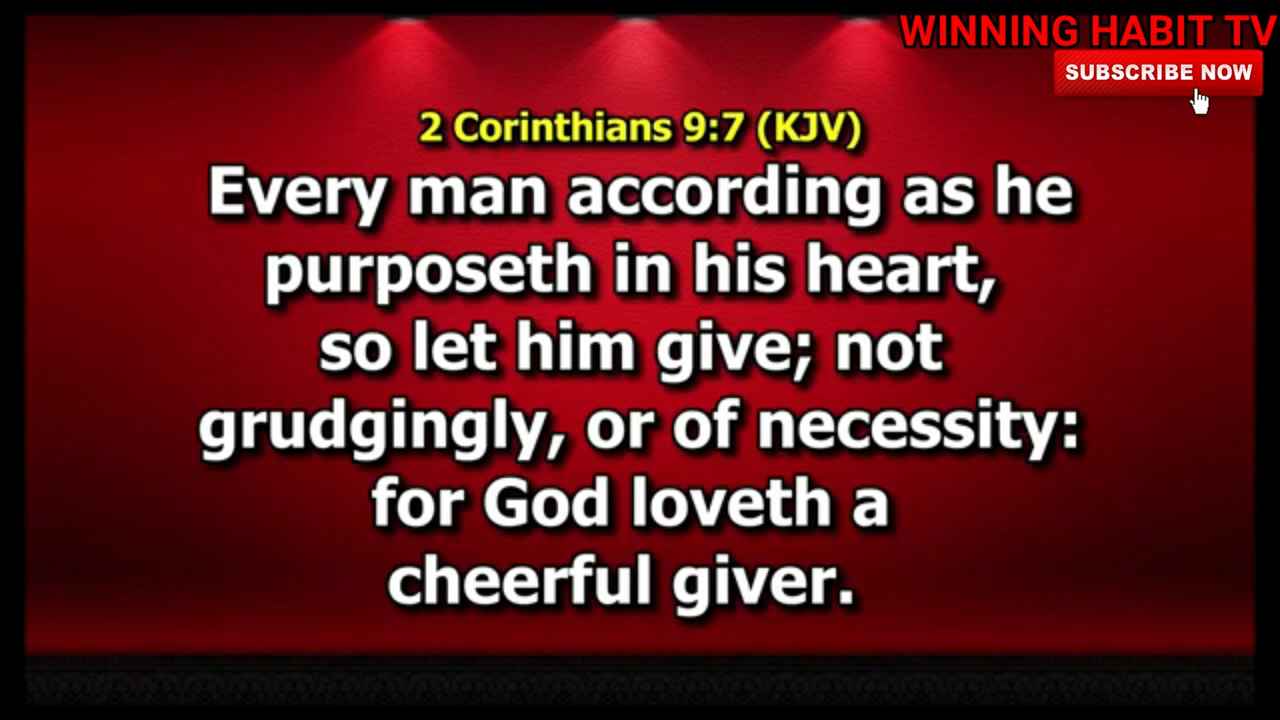 WINNING HABIT TV
SUBSCRIBE NOW
2 Corinthians 9:7 (KJV)
Every man according as he
purposeth in his heart,
so let him give; not
grudgingly, or of necessity:
for God loveth a
cheerful giver.